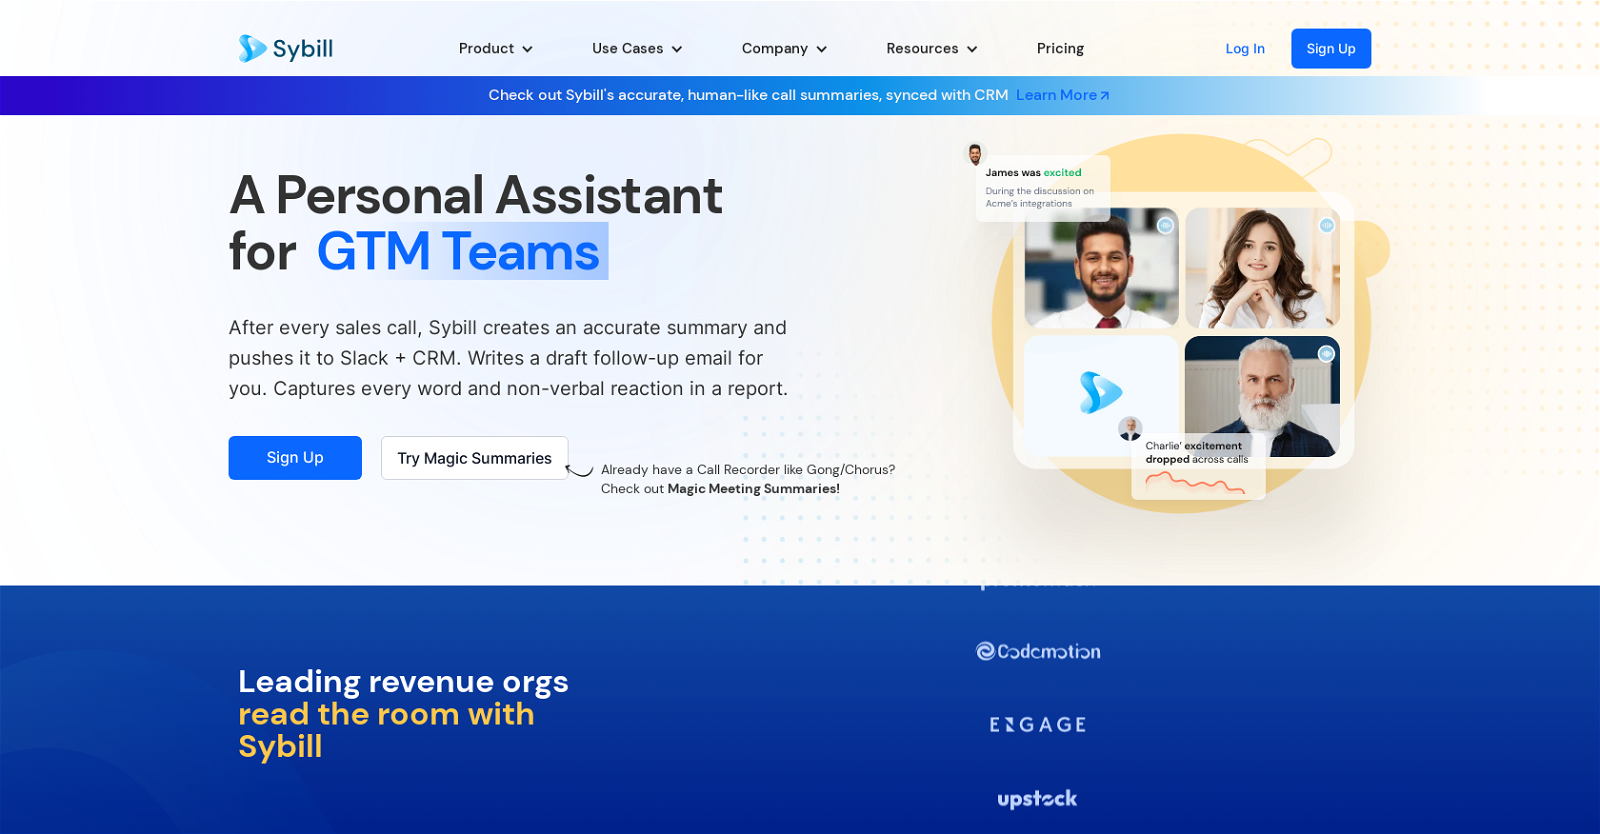 Sybill
Product
Use Cases
Company
Resources
Pricing
Log In
Sign Up
Check out Sybill's accurate, human-like call summaries, synced with CRM Learn More
A Personal Assistant
for GTM Teams
After every sales call, Sybill creates an accurate summary and
pushes it to Slack + CRM. Writes a draft follow-up email for
you. Captures every word and non-verbal reaction in a report.
Sign Up
Try Magic Summaries
Already have a Call Recorder like Gong/Chorus?
Check out Magic Meeting Summaries!
James was excited
During the discussion on
Acme's integrations
Charlie' excitement
dropped across calls
Leading revenue orgs
read the room with
Sybill
Codemotion
ENGAGE
upstock